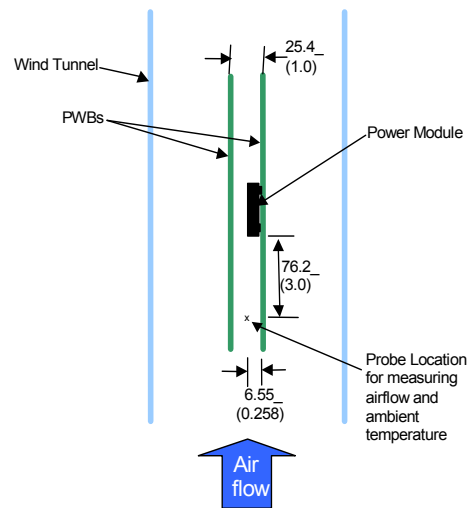 25.4_
(1.0)
Wind Tunnel
PWBs
Power Module
76.2_
(3.0)
x
Probe Location
for measuring
airflow and
ambient
temperature
6.55_
(0.258)
Air
flow